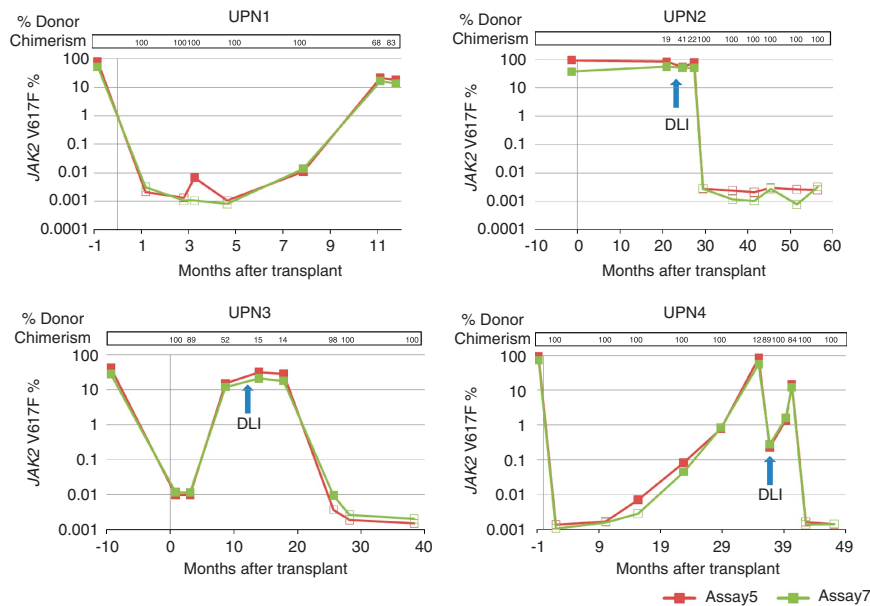 UPN1
% Donor
Chimerism
100 100 100 100 100 68 83
100
10
1
0.1
0.01
0.001
0.0001
JAK2 V617F %
-1 1 3 5 7 9 11
Months after transplant
UPN2
% Donor
Chimerism
19 41 22 100 100 100 100 100 100
100
10
1
0.1
0.01
0.001
0.0001
JAK2 V617F %
DLI
-10 0 10 20 30 40 50 60
Months after transplant
UPN3
% Donor
Chimerism
100 89 52 15 14 98 100 100
100
10
1
0.1
0.01
0.001
JAK2 V617F %
DLI
-10 0 10 20 30 40
Months after transplant
UPN4
% Donor
Chimerism
100 100 100 100 100 12 89 100 84 100 100
100
10
1
0.1
0.01
0.001
JAK2 V617F %
DLI
-1 9 19 29 39 49
Months after transplant
Assay5 Assay7